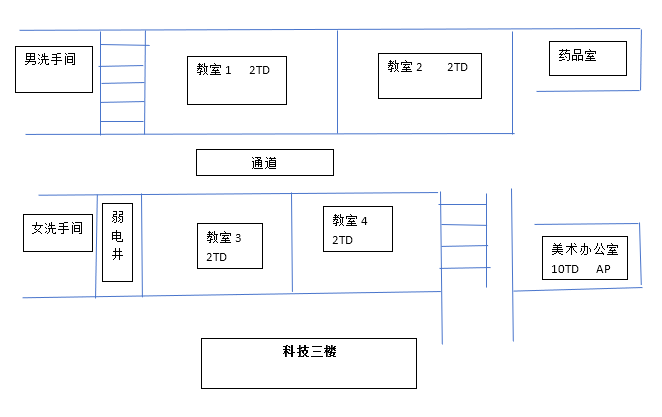 男洗手间
教室1 2TD
教室2 2TD
药品室
通道
女洗手间
弱电井
教室3
2TD
教室4
2TD
美术办公室
10TD AP
科技三楼